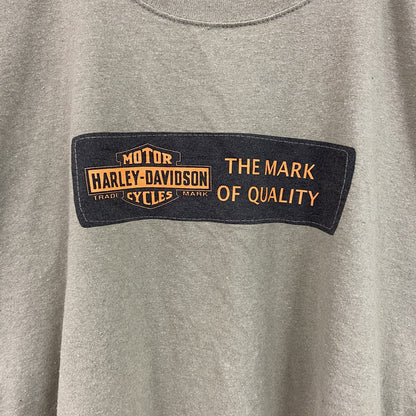 MOTOR
HARLEY-DAVIDSON
TRADE MARK
CYCLES
THE MARK
OF QUALITY